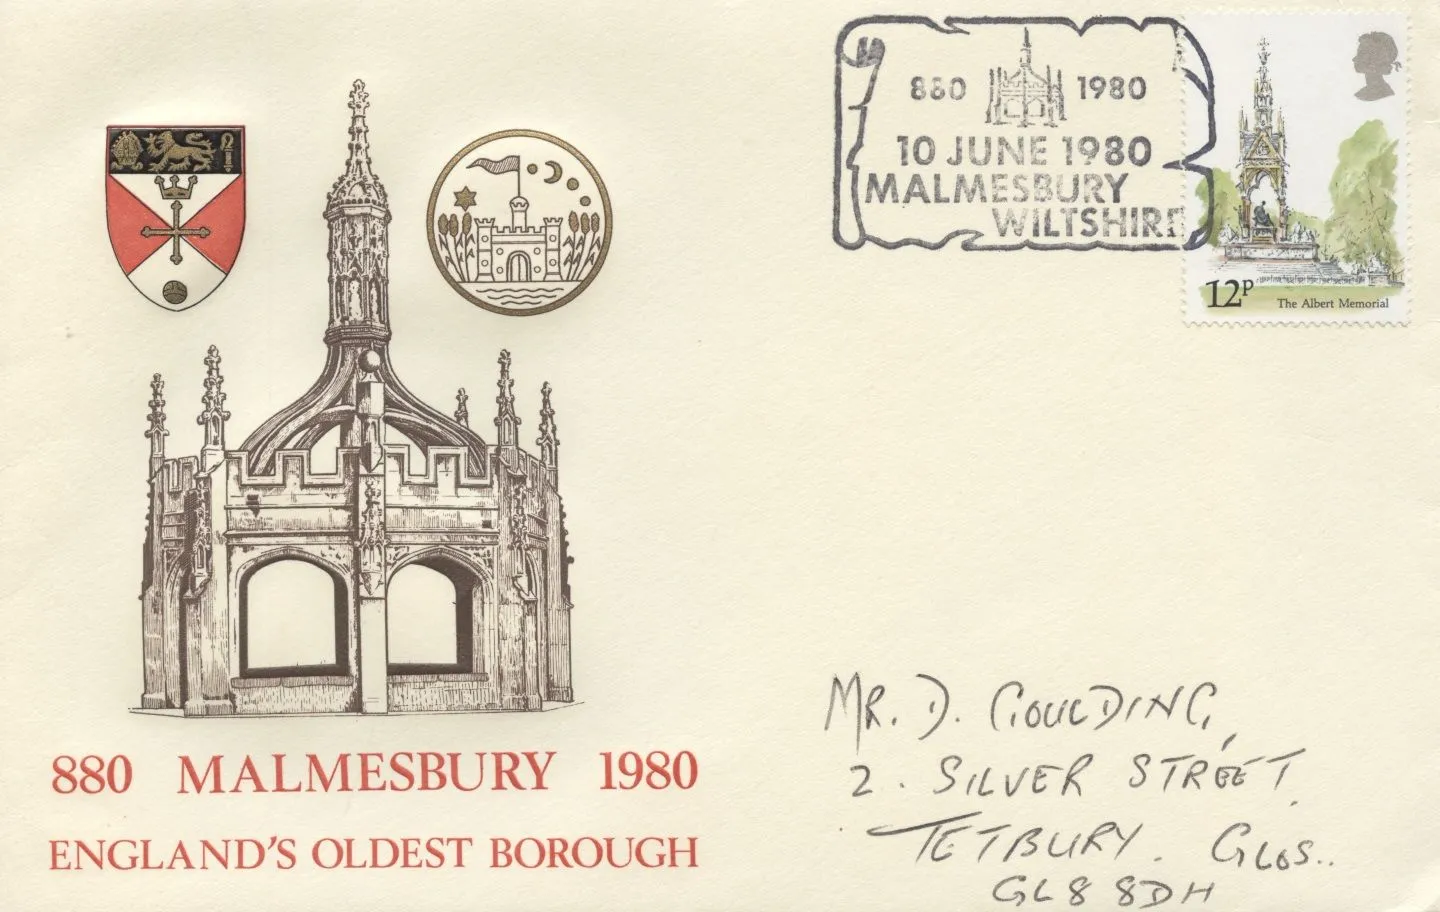 880 1980
10 JUNE 1980
MALMESBURY
WILTSHIRE
12P
The Albert Memorial
880 MALMESBURY 1980
ENGLAND'S OLDEST BOROUGH
MR. D. GOULDING,
2. SILVER STREET.
TETBURY. GLOS..
GL8 8DH